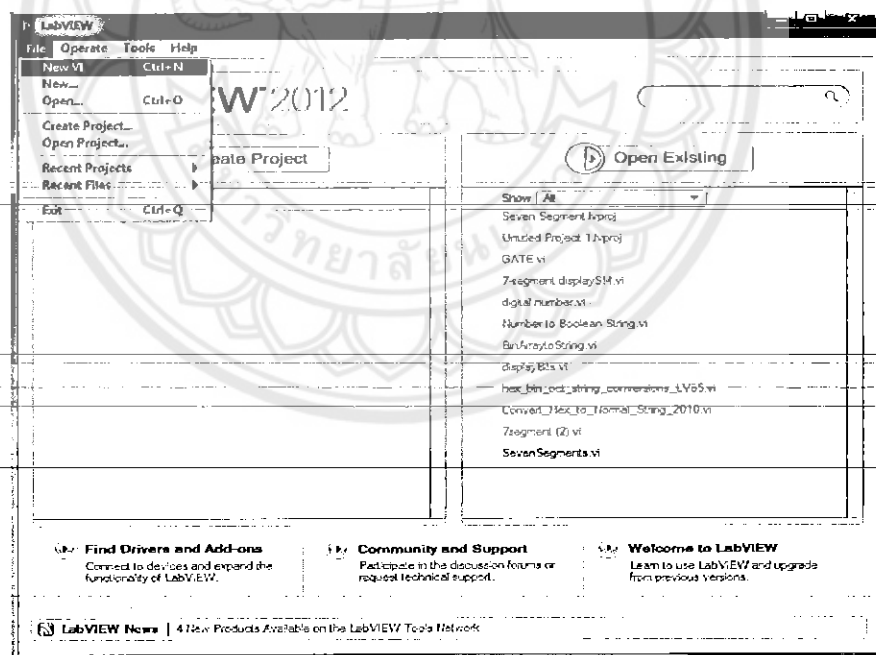 LabVIEW
File Operate Tools Help
New VI Ctrl+N
New...
Open... Ctrl+O
Create Project...
Open Project...
Recent Projects
Recent Files
Exit Ctrl+Q
W 2012
eate Project
Open Existing
Show All
Seven Segment.lvproj
Untitled Project 1.lvproj
GATE.vi
7-segment displaySM.vi
digital number.vi
Number to Boolean String.vi
BinArraytoString.vi
displayBits.vi
hex_bin_oct_string_conversions_LV85.vi
Convert_Hex_to_Normal_String_2010.vi
7segment (2).vi
SevenSegments.vi
Find Drivers and Add-ons
Connect to devices and expand the
functionality of LabVIEW.
Community and Support
Participate in the discussion forums or
request technical support.
Welcome to LabVIEW
Learn to use LabVIEW and upgrade
from previous versions.
LabVIEW News | 4 New Products Available on the LabVIEW Tools Network